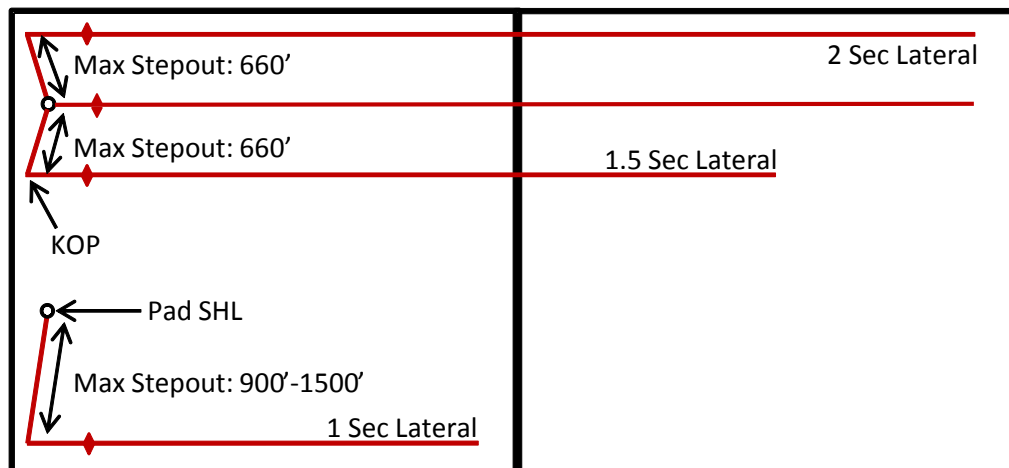 2 Sec Lateral
Max Stepout: 660’
Max Stepout: 660’
1.5 Sec Lateral
KOP
Pad SHL
Max Stepout: 900’-1500’
1 Sec Lateral